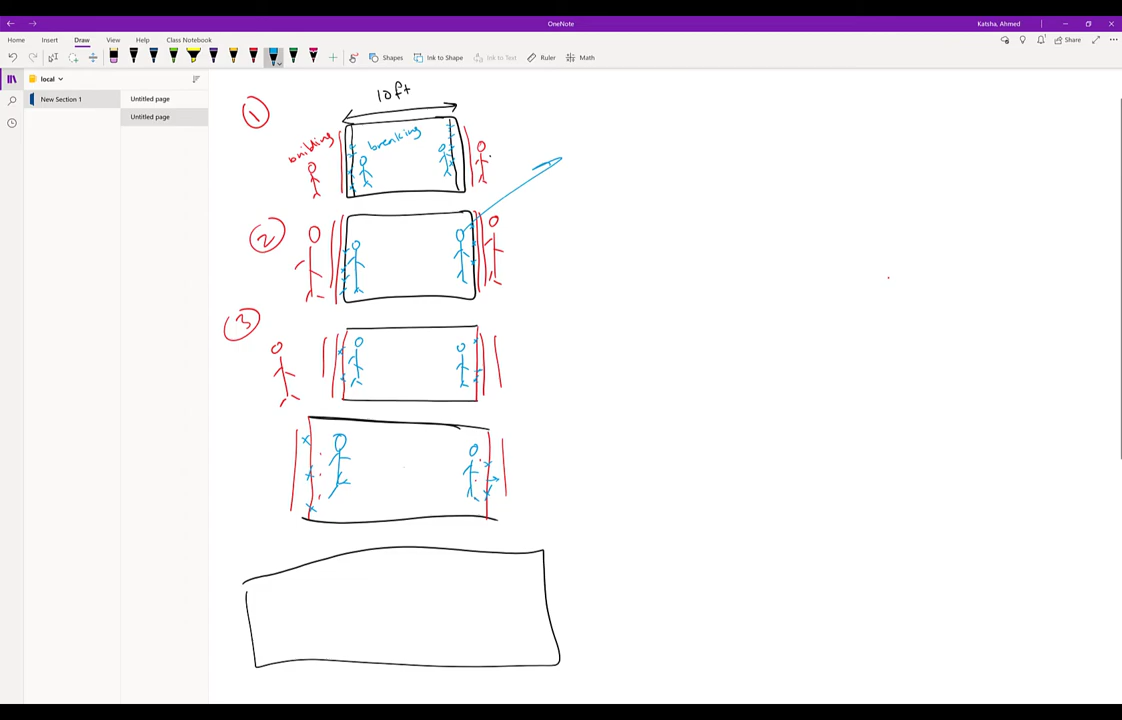 OneNote
Katsha, Ahmed
Home Insert Draw View Help Class Notebook
Shapes Ink to Shape Ink to Text Ruler Math
Share
local
New Section 1
Untitled page
Untitled page
10ft
1
building
breaking
2
3